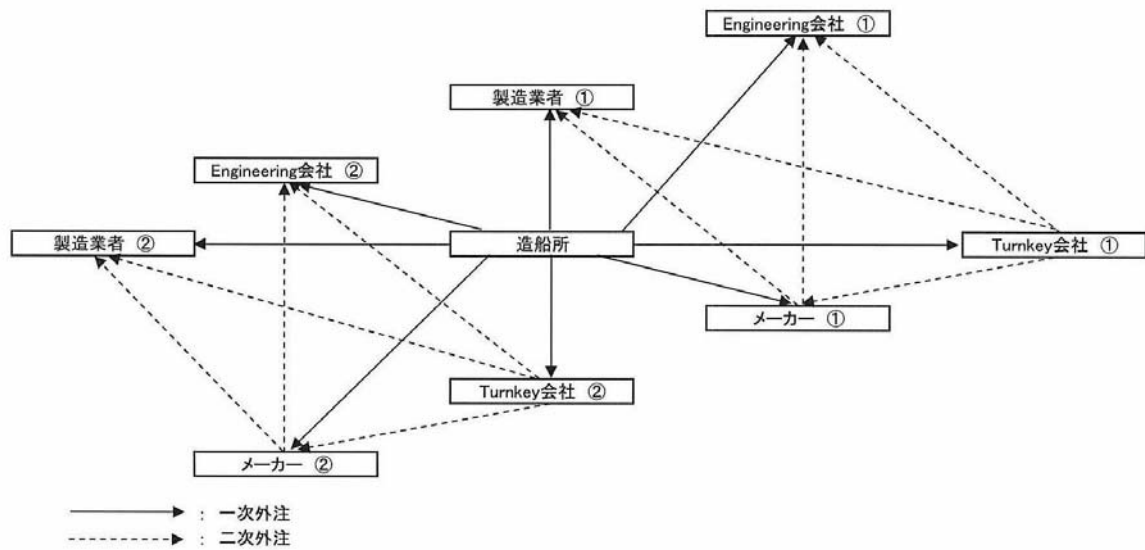 Engineering会社 ①
製造業者 ①
Engineering会社 ②
製造業者 ②
造船所
Turnkey会社 ①
メーカー ①
Turnkey会社 ②
メーカー ②
: 一次外注
: 二次外注